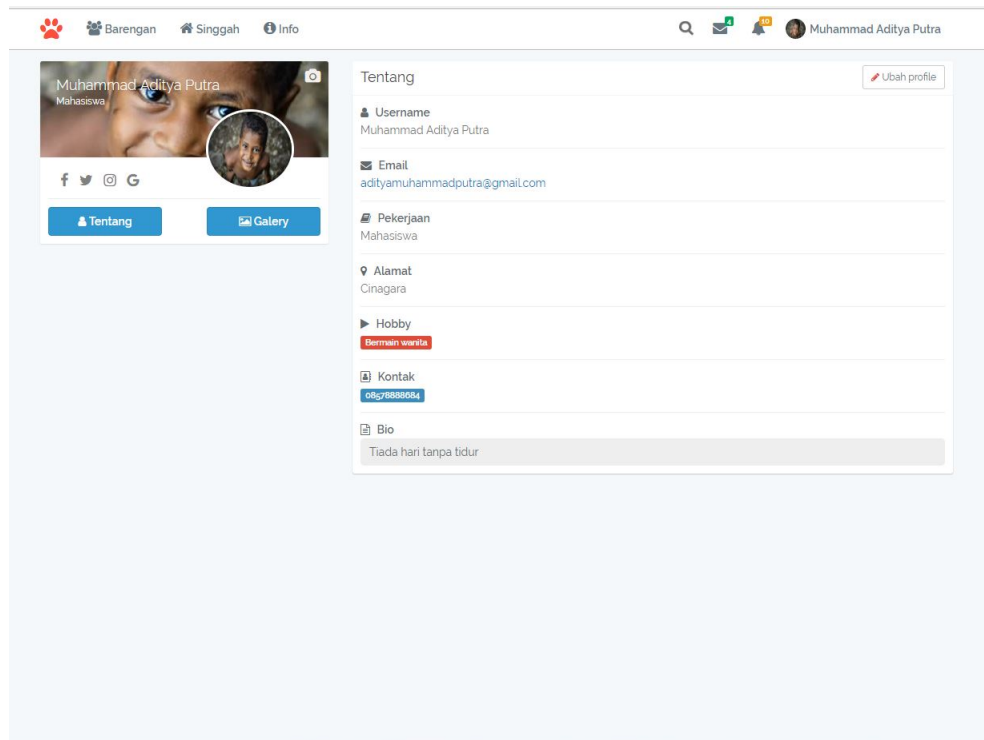 Barengan Singgah Info 4 10 Muhammad Aditya Putra
Muhammad Aditya Putra
Mahasiswa
Tentang Galery
Tentang Ubah profile
Username
Muhammad Aditya Putra
Email
adityamuhammadputra@gmail.com
Pekerjaan
Mahasiswa
Alamat
Cinagara
Hobby
Bermain wanita
Kontak
08578888684
Bio
Tiada hari tanpa tidur